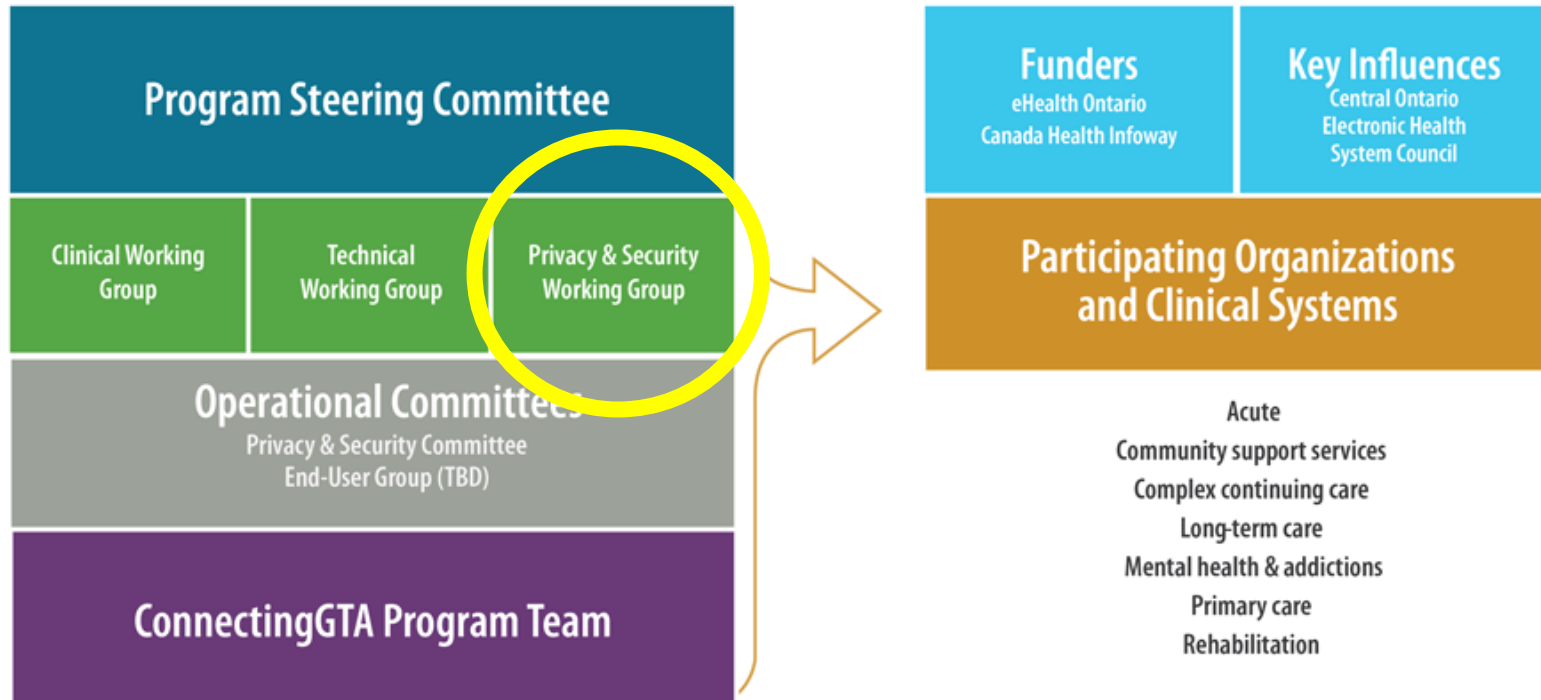 Program Steering Committee
Clinical Working
Group
Technical
Working Group
Privacy & Security
Working Group
Operational Committees
Privacy & Security Committee
End-User Group (TBD)
ConnectingGTA Program Team
Funders
eHealth Ontario
Canada Health Infoway
Key Influences
Central Ontario
Electronic Health
System Council
Participating Organizations
and Clinical Systems
Acute
Community support services
Complex continuing care
Long-term care
Mental health & addictions
Primary care
Rehabilitation